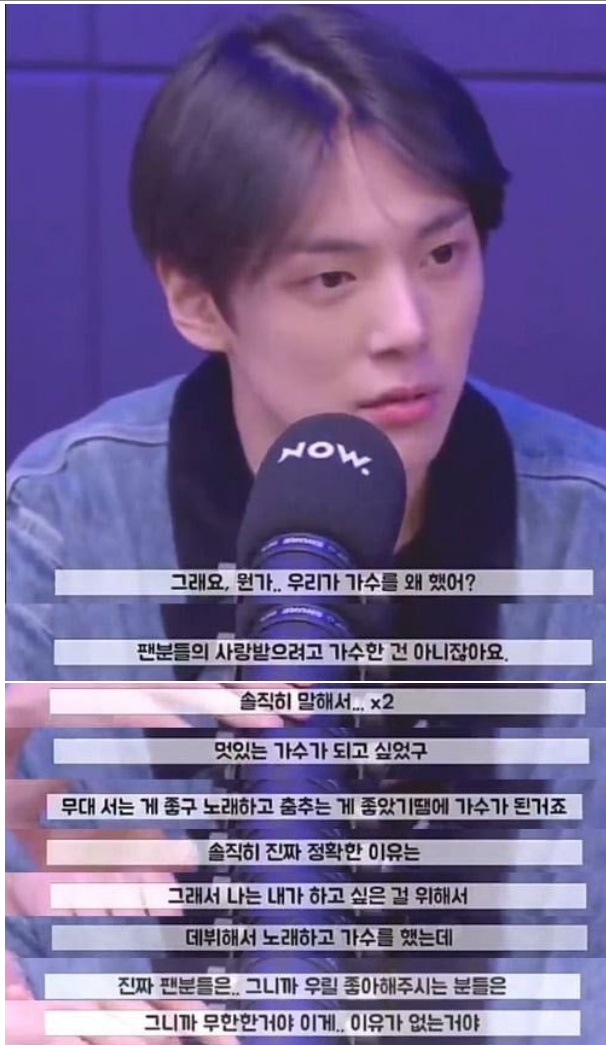 NOW.
그래요, 뭔가.. 우리가 가수를 왜 했어?
팬분들의 사랑받으려고 가수한 건 아니잖아요.
솔직히 말해서... x2
멋있는 가수가 되고 싶었구
무대 서는 게 좋구 노래하고 춤추는 게 좋았기땜에 가수가 된거죠
솔직히 진짜 정확한 이유는
그래서 나는 내가 하고 싶은 걸 위해서
데뷔해서 노래하고 가수를 했는데
진짜 팬분들은.. 그니까 우릴 좋아해주시는 분들은
그니까 무한한거야 이게.. 이유가 없는거야